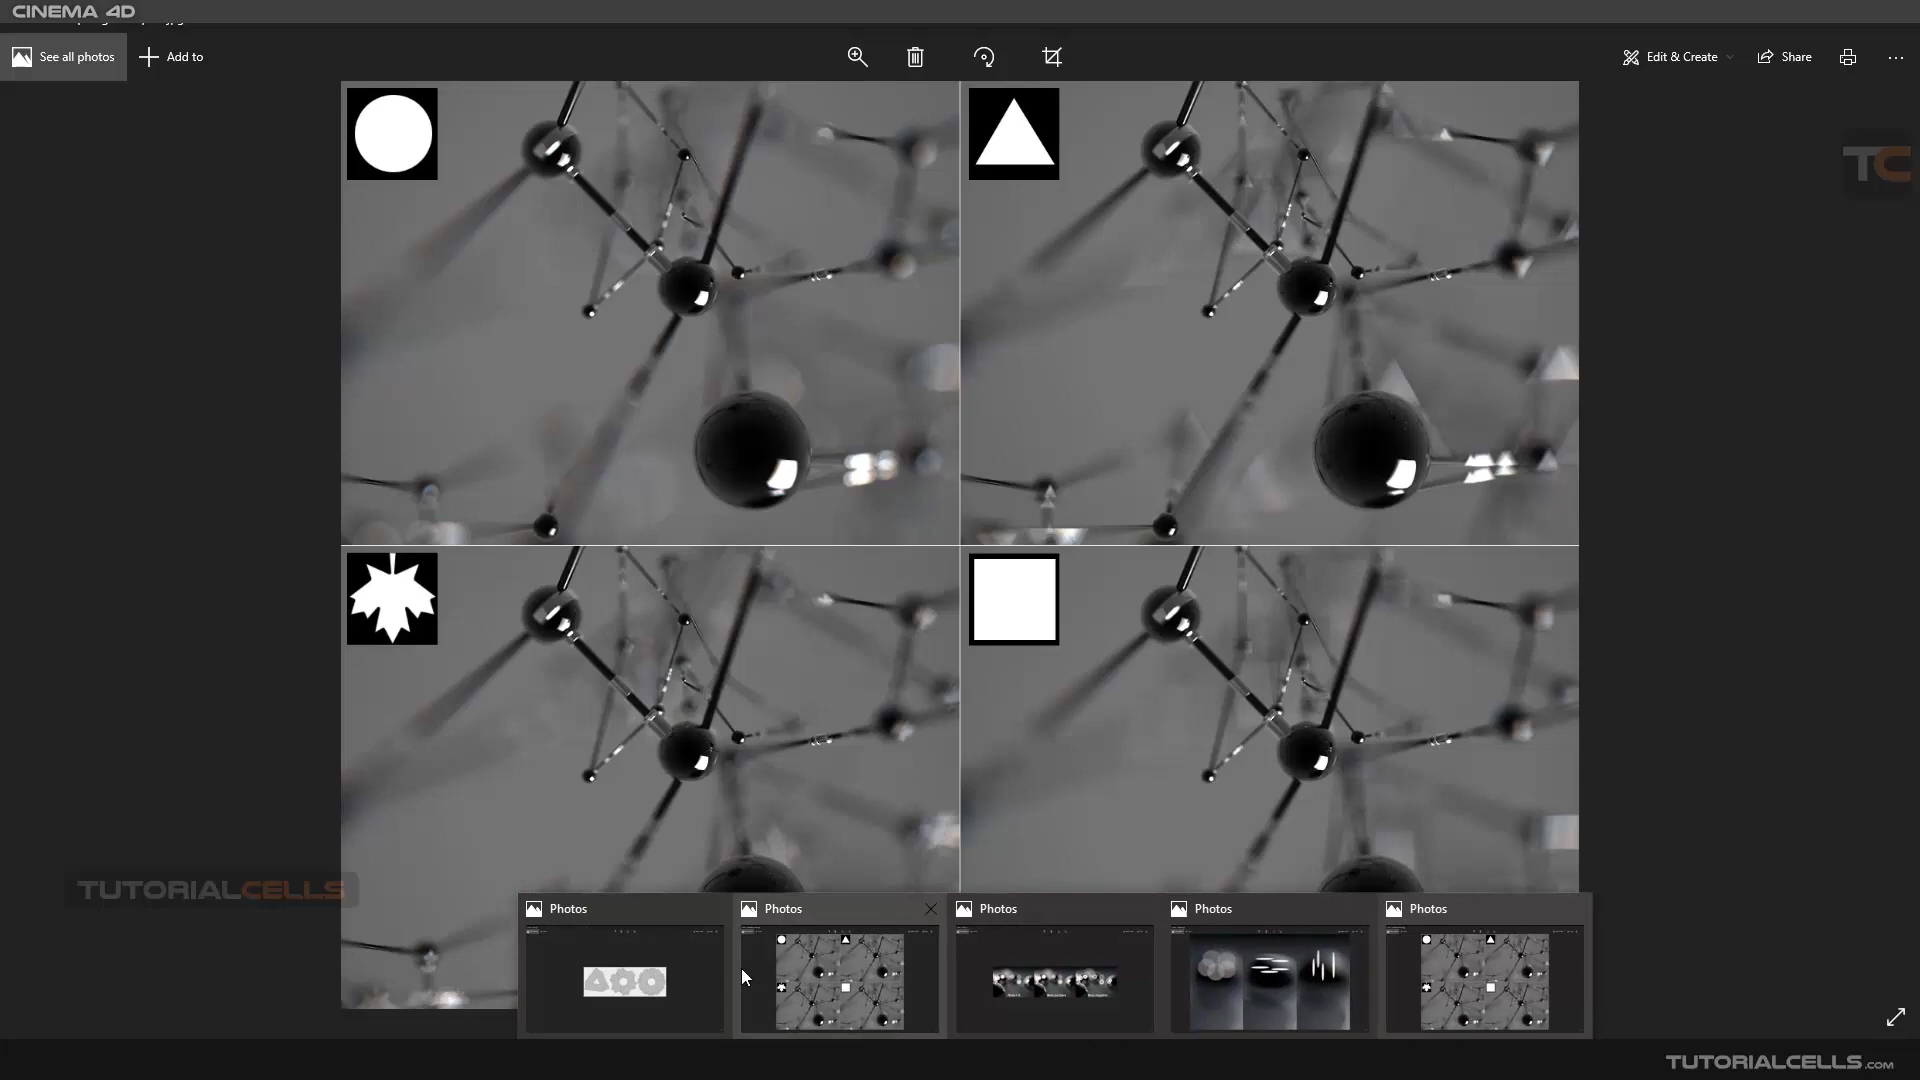 CINEMA 4D
See all photos
Add to
Edit & Create
Share
TC
TUTORIALCELLS
Photos
Photos
Photos
Photos
Photos
TUTORIALCELLS.com